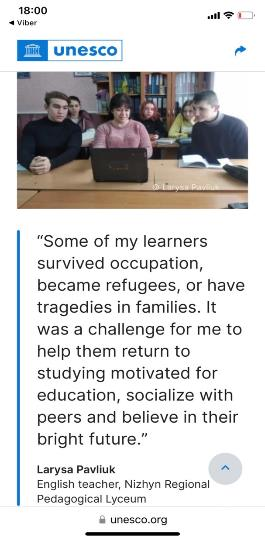 18:00
Viber
unesco
© Larysa Pavliuk
“Some of my learners
survived occupation,
became refugees, or have
tragedies in families. It
was a challenge for me to
help them return to
studying motivated for
education, socialize with
peers and believe in their
bright future.”
Larysa Pavliuk
English teacher, Nizhyn Regional
Pedagogical Lyceum
unesco.org